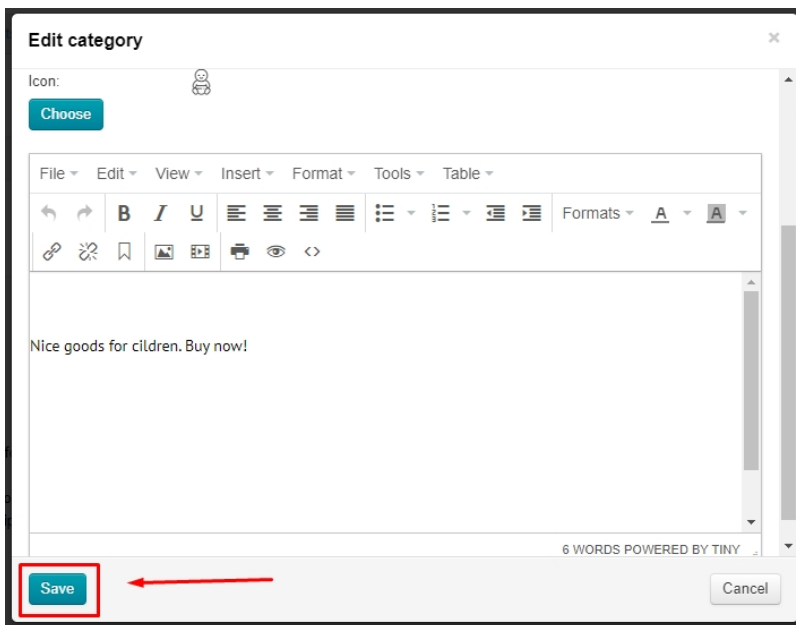 Edit category
×
Icon:
Choose
File Edit View Insert Format Tools Table
B I U Formats A A
Nice goods for cildren. Buy now!
6 WORDS POWERED BY TINY
Save Cancel